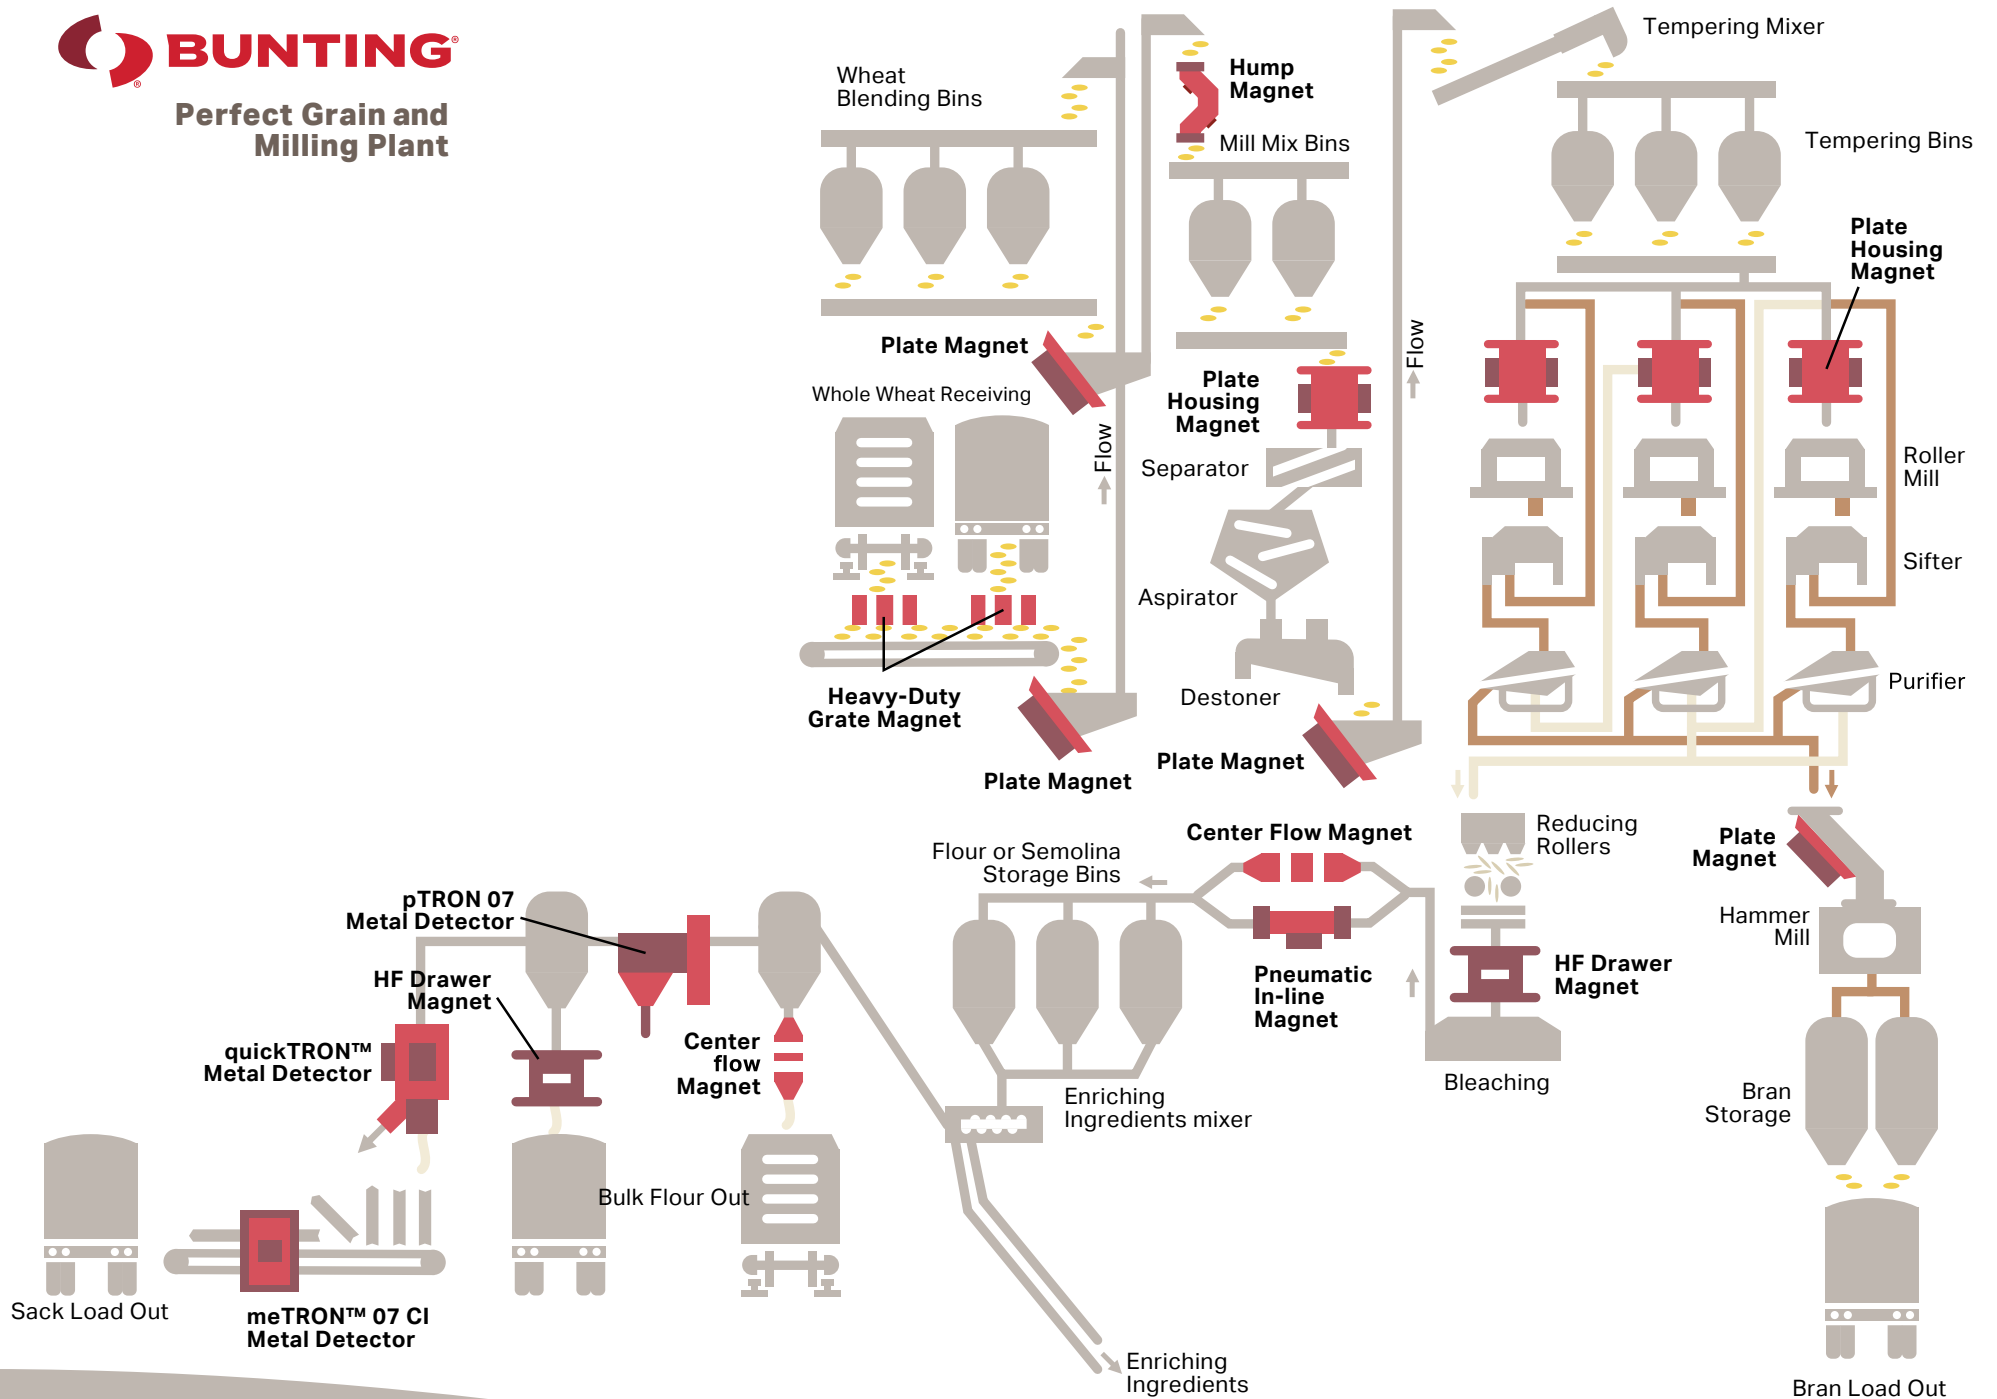 BUNTING®
®
Perfect Grain and
Milling Plant
Wheat
Blending Bins
Hump
Magnet
Mill Mix Bins
Tempering Mixer
Tempering Bins
Plate
Housing
Magnet
Plate Magnet
Whole Wheat Receiving
Flow
Plate
Housing
Magnet
Flow
Separator
Roller
Mill
Sifter
Aspirator
Purifier
Destoner
Heavy-Duty
Grate Magnet
Plate Magnet
Plate Magnet
Center Flow Magnet
Reducing
Rollers
Plate
Magnet
Flour or Semolina
Storage Bins
pTRON 07
Metal Detector
Hammer
Mill
HF Drawer
Magnet
Pneumatic
In-line
Magnet
HF Drawer
Magnet
quickTRON™
Metal Detector
Center
flow
Magnet
Bleaching
Enriching
Ingredients mixer
Bran
Storage
Bulk Flour Out
Sack Load Out
meTRON™ 07 CI
Metal Detector
Enriching
Ingredients
Bran Load Out